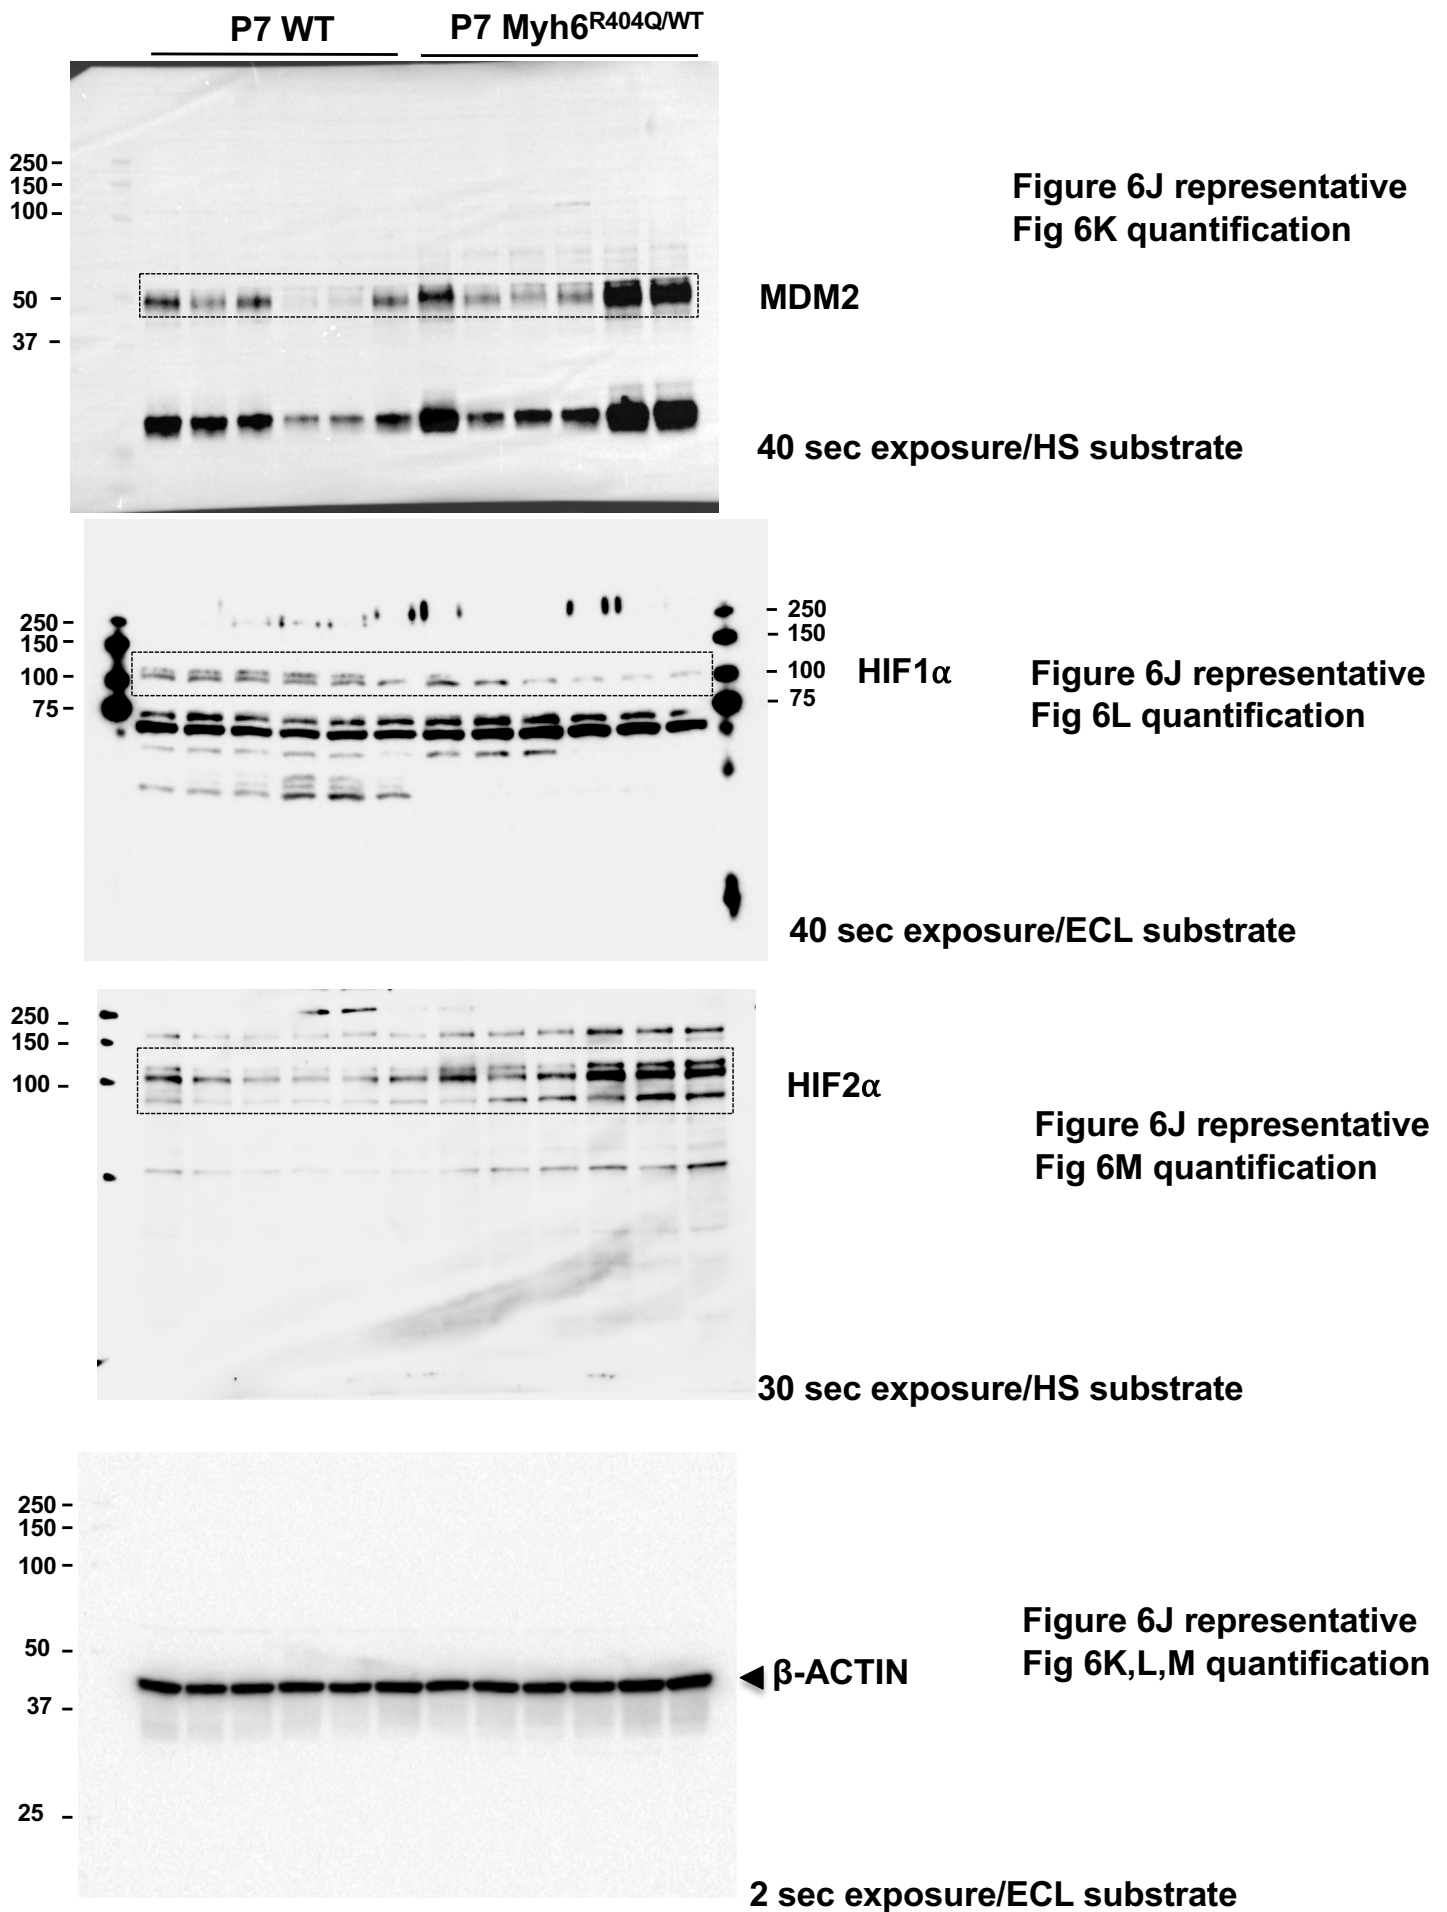 P7 WT
P7 Myh6R404Q/WT
250
150
100
50
37
Figure 6J representative
Fig 6K quantification
MDM2
40 sec exposure/HS substrate
250
150
100
75
250
150
100
75
HIF1α
Figure 6J representative
Fig 6L quantification
40 sec exposure/ECL substrate
250
150
100
HIF2α
Figure 6J representative
Fig 6M quantification
30 sec exposure/HS substrate
250
150
100
50
37
25
β-ACTIN
Figure 6J representative
Fig 6K,L,M quantification
2 sec exposure/ECL substrate